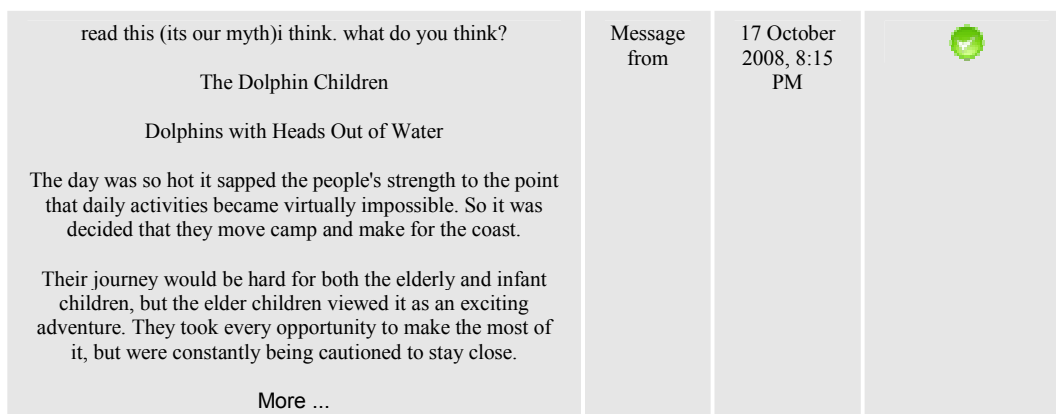 read this (its our myth)i think. what do you think?
The Dolphin Children
Dolphins with Heads Out of Water
The day was so hot it sapped the people's strength to the point
that daily activities became virtually impossible. So it was
decided that they move camp and make for the coast.
Their journey would be hard for both the elderly and infant
children, but the elder children viewed it as an exciting
adventure. They took every opportunity to make the most of
it, but were constantly being cautioned to stay close.
More ...
Message
from
17 October
2008, 8:15
PM